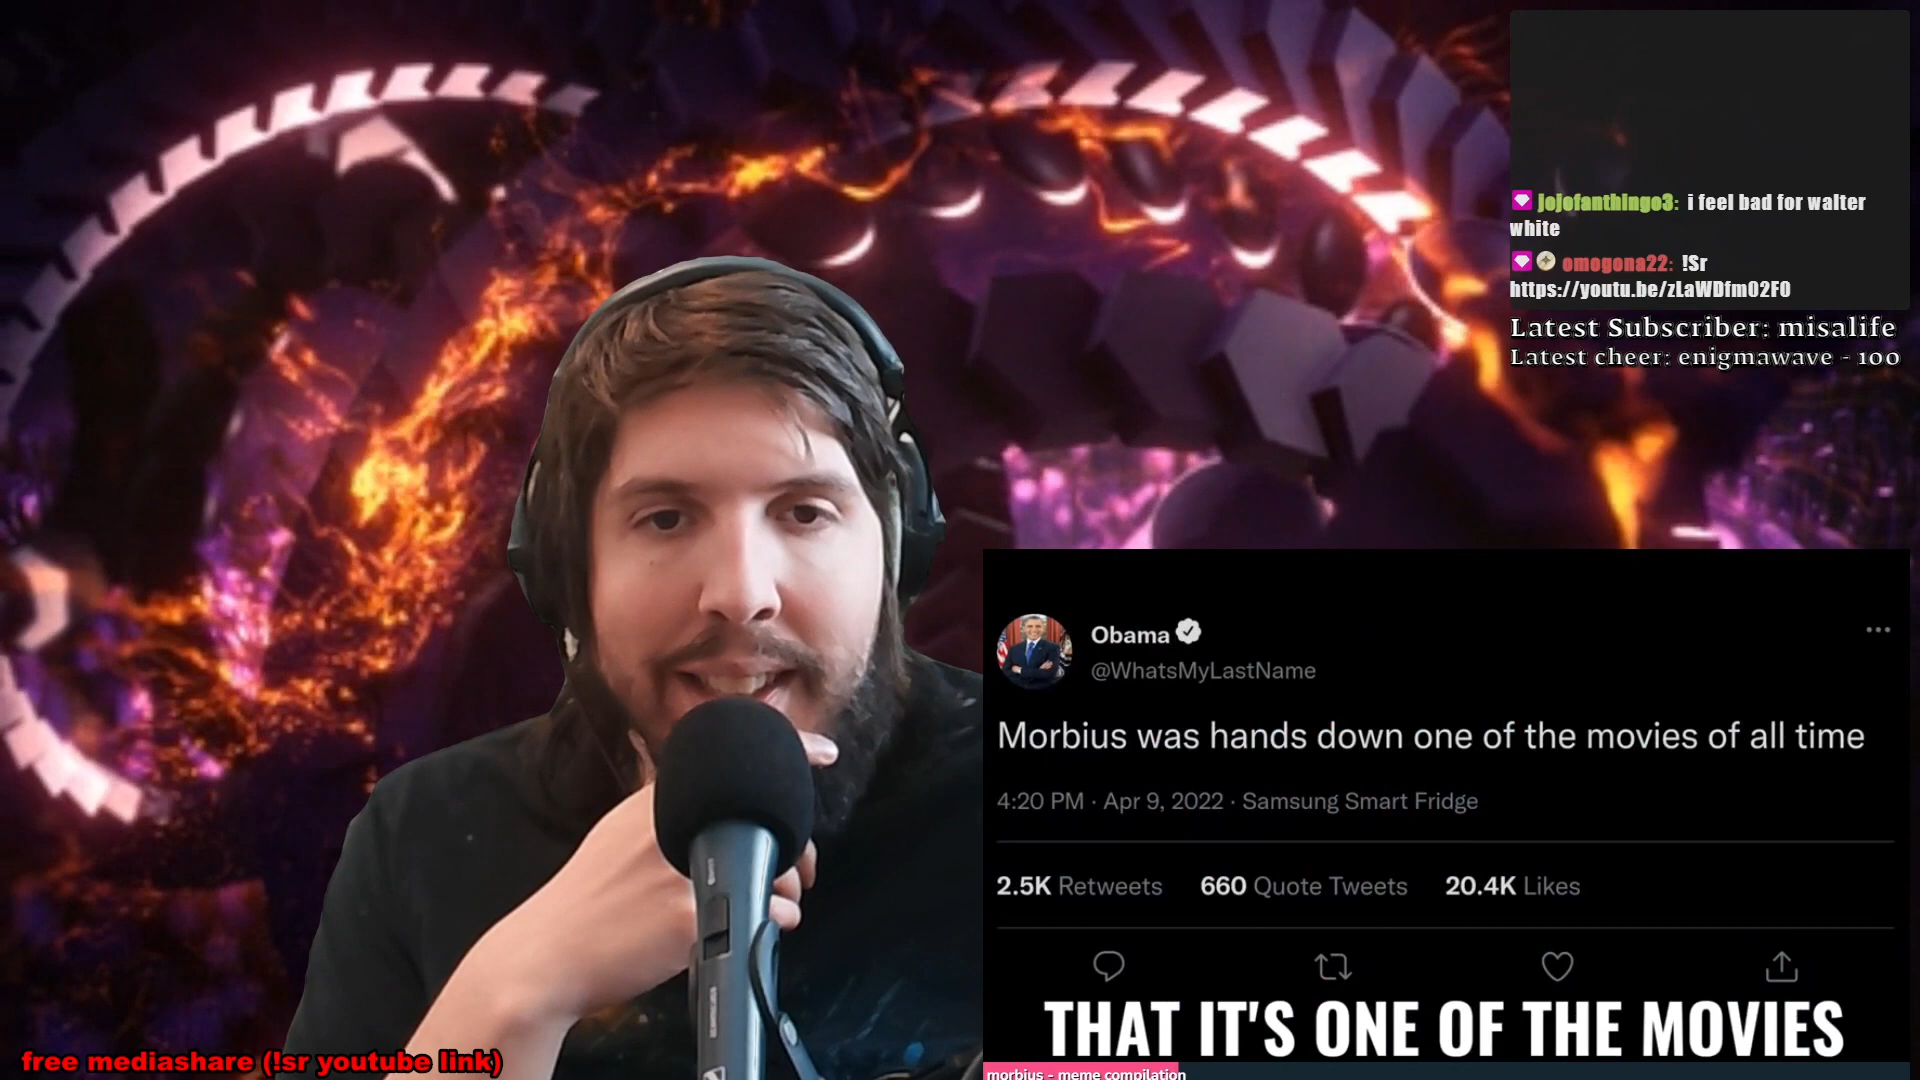 jojofanthingo3: i feel bad for walter
white
omogona22: !Sr
https://youtu.be/zLaWDfmO2F0
Latest Subscriber: misalife
Latest cheer: enigmawave - 100
Obama
@WhatsMyLastName
Morbius was hands down one of the movies of all time
4:20 PM · Apr 9, 2022 · Samsung Smart Fridge
2.5K Retweets 660 Quote Tweets 20.4K Likes
THAT IT'S ONE OF THE MOVIES
morbius - meme compilation
free mediashare (!sr youtube link)